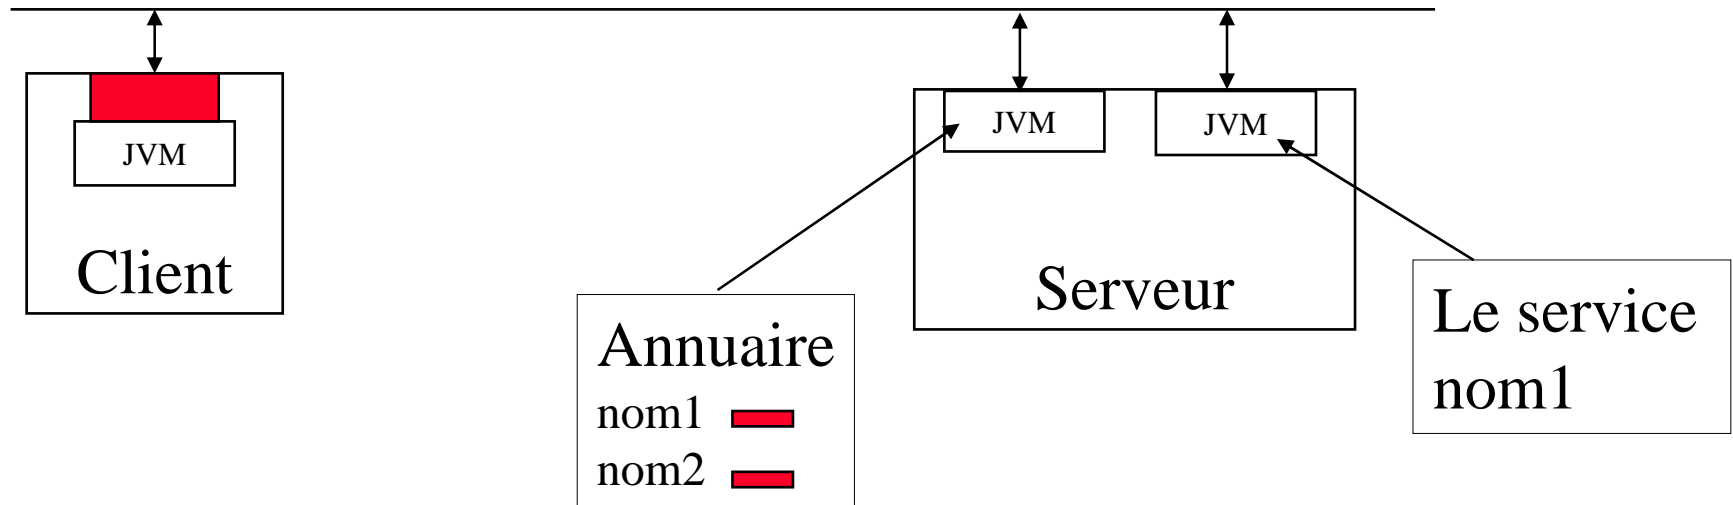 JVM
Client
JVM
JVM
Serveur
Annuaire
nom1
nom2
Le service
nom1